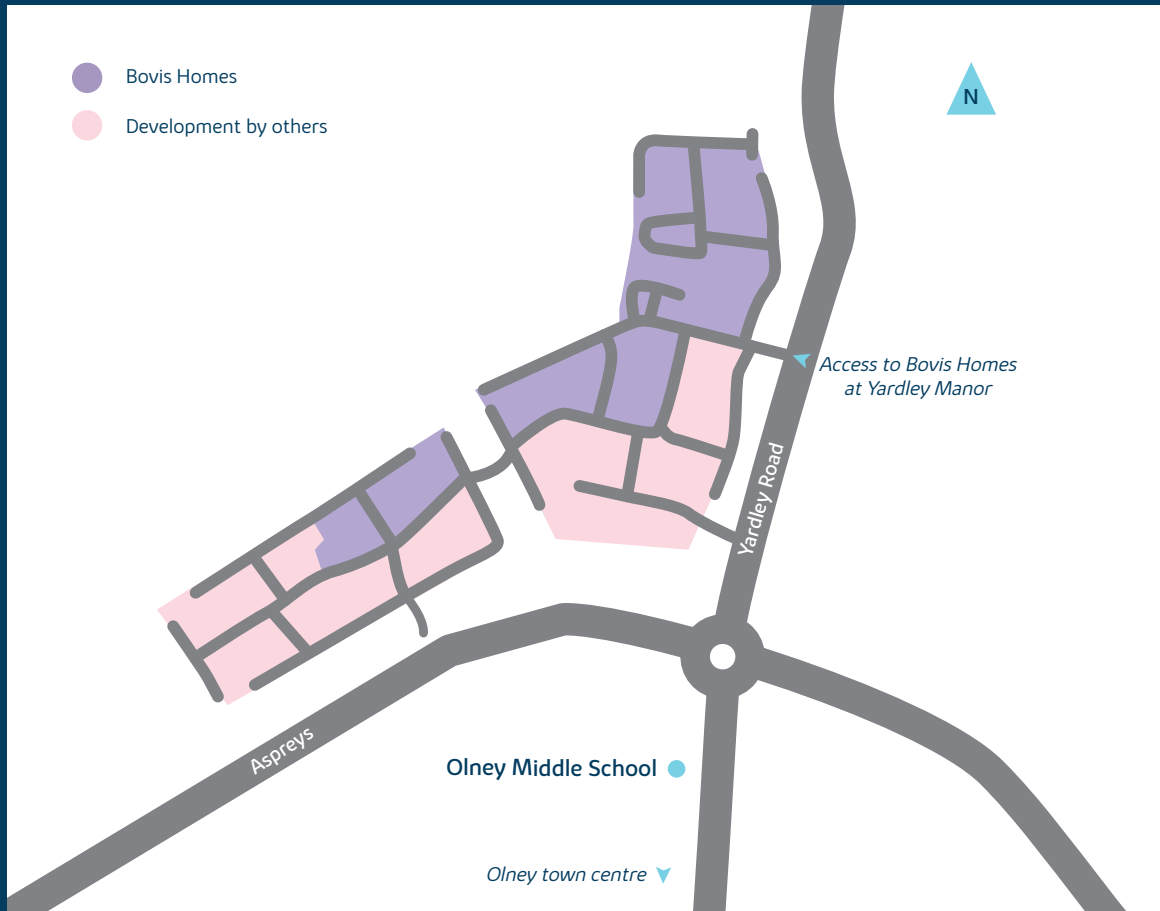 Bovis Homes
N
Development by others
Access to Bovis Homes
at Yardley Manor
Yardley Road
Aspreys
Olney Middle School
Olney town centre